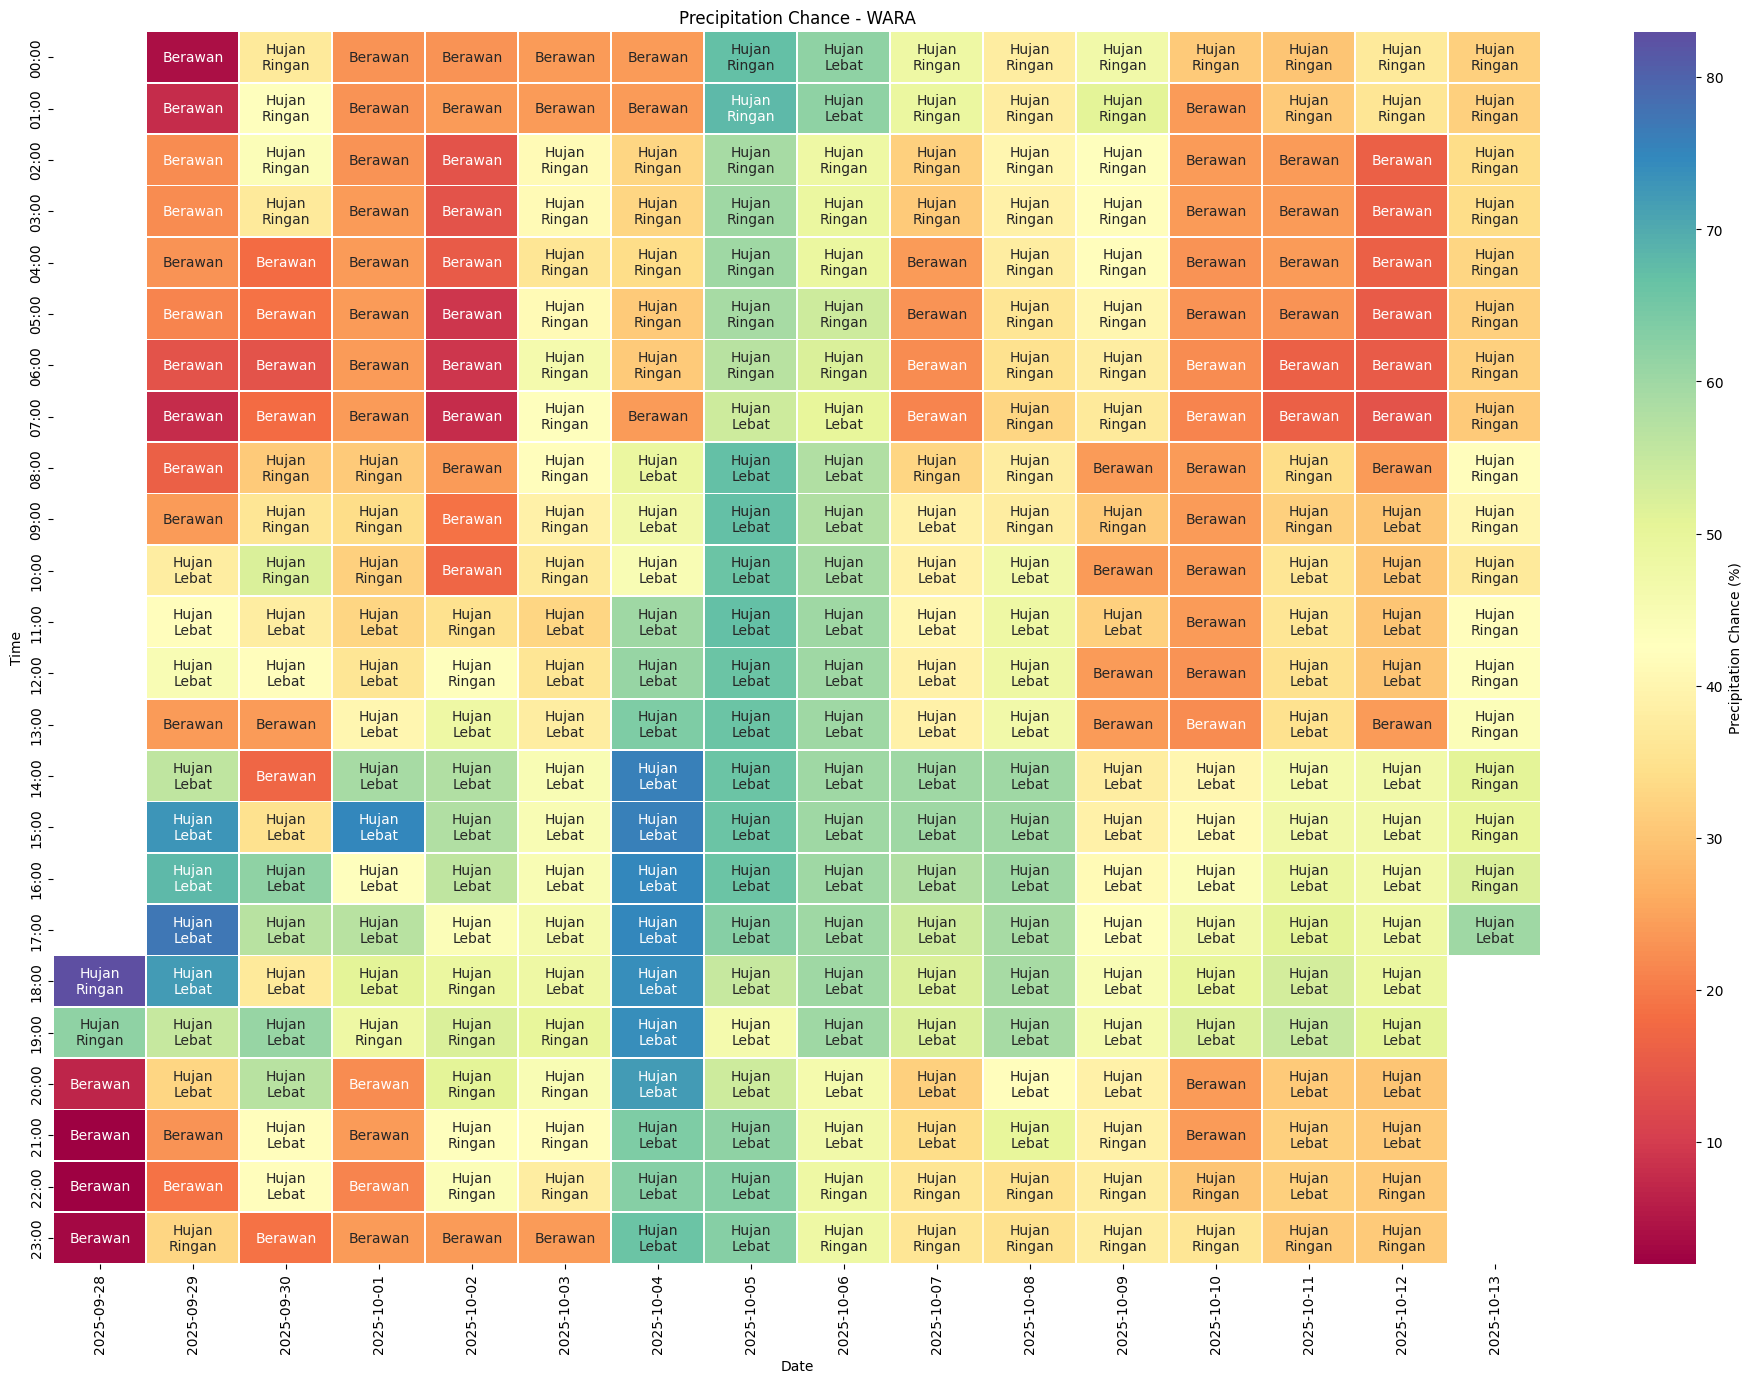 Precipitation Chance - WARA
Time
00:00 Berawan Hujan Ringan Berawan Berawan Berawan Berawan Hujan Ringan Hujan Lebat Hujan Ringan Hujan Ringan Hujan Ringan Hujan Ringan Hujan Ringan Hujan Ringan Hujan Ringan
01:00 Berawan Hujan Ringan Berawan Berawan Berawan Berawan Hujan Ringan Hujan Lebat Hujan Ringan Hujan Ringan Hujan Ringan Berawan Hujan Ringan Hujan Ringan Hujan Ringan
02:00 Berawan Hujan Ringan Berawan Berawan Hujan Ringan Hujan Ringan Hujan Ringan Hujan Ringan Hujan Ringan Hujan Ringan Hujan Ringan Berawan Berawan Berawan Hujan Ringan
03:00 Berawan Hujan Ringan Berawan Berawan Hujan Ringan Hujan Ringan Hujan Ringan Hujan Ringan Hujan Ringan Hujan Ringan Hujan Ringan Berawan Berawan Berawan Hujan Ringan
04:00 Berawan Berawan Berawan Berawan Hujan Ringan Hujan Ringan Hujan Ringan Hujan Ringan Berawan Hujan Ringan Hujan Ringan Berawan Berawan Berawan Hujan Ringan
05:00 Berawan Berawan Berawan Berawan Hujan Ringan Hujan Ringan Hujan Ringan Hujan Ringan Berawan Hujan Ringan Hujan Ringan Berawan Berawan Berawan Hujan Ringan
06:00 Berawan Berawan Berawan Berawan Hujan Ringan Hujan Ringan Hujan Ringan Hujan Ringan Berawan Hujan Ringan Hujan Ringan Berawan Berawan Berawan Hujan Ringan
07:00 Berawan Berawan Berawan Berawan Hujan Ringan Berawan Hujan Lebat Hujan Lebat Berawan Hujan Ringan Hujan Ringan Berawan Berawan Berawan Hujan Ringan
08:00 Berawan Hujan Ringan Hujan Ringan Berawan Hujan Ringan Hujan Lebat Hujan Lebat Hujan Lebat Hujan Ringan Hujan Ringan Berawan Berawan Hujan Ringan Berawan Hujan Ringan
09:00 Berawan Hujan Ringan Hujan Ringan Berawan Hujan Ringan Hujan Lebat Hujan Lebat Hujan Lebat Hujan Lebat Hujan Ringan Hujan Ringan Berawan Hujan Ringan Hujan Lebat Hujan Ringan
10:00 Hujan Lebat Hujan Ringan Hujan Ringan Berawan Hujan Ringan Hujan Lebat Hujan Lebat Hujan Lebat Hujan Lebat Hujan Lebat Berawan Berawan Hujan Lebat Hujan Lebat Hujan Ringan
11:00 Hujan Lebat Hujan Lebat Hujan Lebat Hujan Ringan Hujan Lebat Hujan Lebat Hujan Lebat Hujan Lebat Hujan Lebat Hujan Lebat Hujan Lebat Berawan Hujan Lebat Hujan Lebat Hujan Ringan
12:00 Hujan Lebat Hujan Lebat Hujan Lebat Hujan Ringan Hujan Lebat Hujan Lebat Hujan Lebat Hujan Lebat Hujan Lebat Hujan Lebat Berawan Berawan Hujan Lebat Hujan Lebat Hujan Ringan
13:00 Berawan Berawan Hujan Lebat Hujan Lebat Hujan Lebat Hujan Lebat Hujan Lebat Hujan Lebat Hujan Lebat Hujan Lebat Berawan Berawan Hujan Lebat Berawan Hujan Ringan
14:00 Hujan Lebat Berawan Hujan Lebat Hujan Lebat Hujan Lebat Hujan Lebat Hujan Lebat Hujan Lebat Hujan Lebat Hujan Lebat Hujan Lebat Hujan Lebat Hujan Lebat Hujan Lebat Hujan Ringan
15:00 Hujan Lebat Hujan Lebat Hujan Lebat Hujan Lebat Hujan Lebat Hujan Lebat Hujan Lebat Hujan Lebat Hujan Lebat Hujan Lebat Hujan Lebat Hujan Lebat Hujan Lebat Hujan Lebat Hujan Ringan
16:00 Hujan Lebat Hujan Lebat Hujan Lebat Hujan Lebat Hujan Lebat Hujan Lebat Hujan Lebat Hujan Lebat Hujan Lebat Hujan Lebat Hujan Lebat Hujan Lebat Hujan Lebat Hujan Lebat Hujan Ringan
17:00 Hujan Lebat Hujan Lebat Hujan Lebat Hujan Lebat Hujan Lebat Hujan Lebat Hujan Lebat Hujan Lebat Hujan Lebat Hujan Lebat Hujan Lebat Hujan Lebat Hujan Lebat Hujan Lebat Hujan Lebat
18:00 Hujan Ringan Hujan Lebat Hujan Lebat Hujan Lebat Hujan Ringan Hujan Lebat Hujan Lebat Hujan Lebat Hujan Lebat Hujan Lebat Hujan Lebat Hujan Lebat Hujan Lebat Hujan Lebat Hujan Lebat
19:00 Hujan Ringan Hujan Lebat Hujan Lebat Hujan Ringan Hujan Ringan Hujan Ringan Hujan Lebat Hujan Lebat Hujan Lebat Hujan Lebat Hujan Lebat Hujan Lebat Hujan Lebat Hujan Lebat Hujan Lebat
20:00 Berawan Hujan Lebat Hujan Lebat Berawan Hujan Ringan Hujan Ringan Hujan Lebat Hujan Lebat Hujan Lebat Hujan Lebat Hujan Lebat Hujan Lebat Berawan Hujan Lebat Hujan Lebat
21:00 Berawan Berawan Hujan Lebat Berawan Hujan Ringan Hujan Ringan Hujan Lebat Hujan Lebat Hujan Lebat Hujan Lebat Hujan Lebat Hujan Ringan Berawan Hujan Lebat Hujan Lebat
22:00 Berawan Berawan Hujan Lebat Berawan Hujan Ringan Hujan Ringan Hujan Lebat Hujan Lebat Hujan Ringan Hujan Ringan Hujan Ringan Hujan Ringan Hujan Ringan Hujan Lebat Hujan Ringan
23:00 Berawan Hujan Ringan Berawan Berawan Berawan Berawan Hujan Lebat Hujan Lebat Hujan Ringan Hujan Ringan Hujan Ringan Hujan Ringan Hujan Ringan Hujan Ringan Hujan Ringan
2025-09-28 2025-09-29 2025-09-30 2025-10-01 2025-10-02 2025-10-03 2025-10-04 2025-10-05 2025-10-06 2025-10-07 2025-10-08 2025-10-09 2025-10-10 2025-10-11 2025-10-12 2025-10-13
Date
80
70
60
50
40
30
20
10
Precipitation Chance (%)